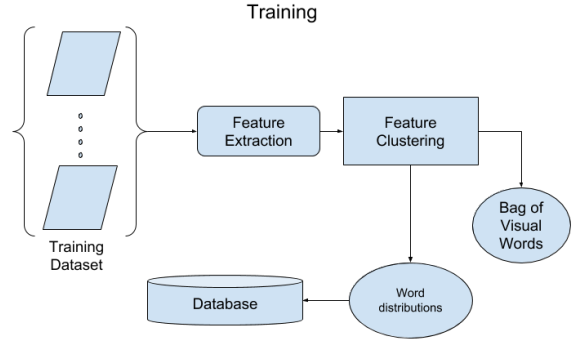 Training
Feature
Extraction
Feature
Clustering
Bag of
Visual
Words
Training
Dataset
Word
distributions
Database